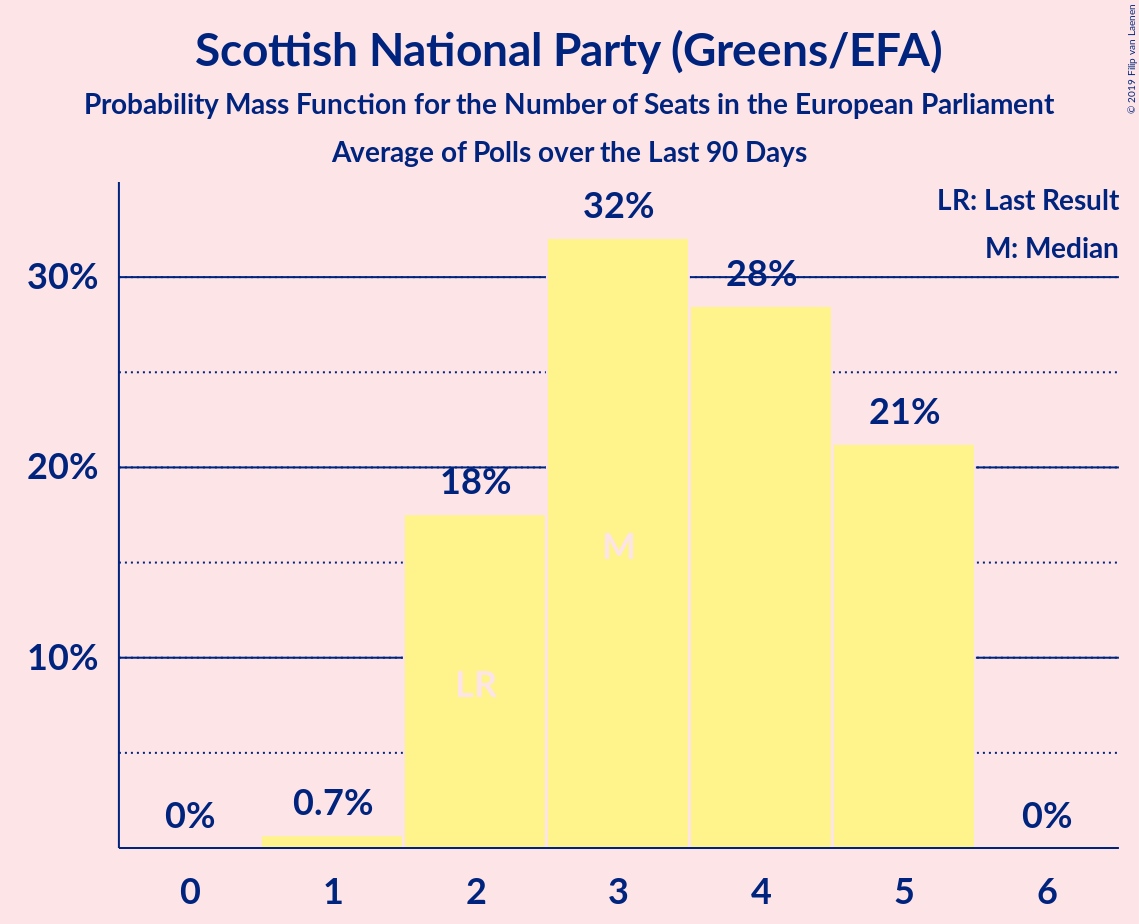 Scottish National Party (Greens/EFA)
Probability Mass Function for the Number of Seats in the European Parliament
Average of Polls over the Last 90 Days
© 2019 Filip van Laenen
LR: Last Result
M: Median
32%
30%
28%
21%
20%
18%
M
10%
LR
0%
0.7%
0%
0 1 2 3 4 5 6